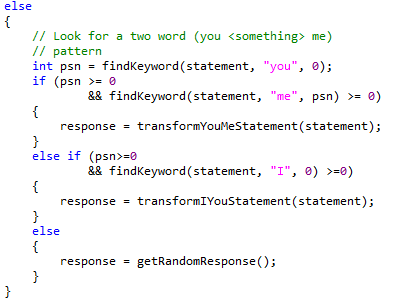 else
{
    // Look for a two word (you <something> me)
    // pattern
    int psn = findKeyword(statement, "you", 0);
    if (psn >= 0
            && findKeyword(statement, "me", psn) >= 0)
    {
        response = transformYouMeStatement(statement);
    }
    else if (psn>=0
            && findKeyword(statement, "I", 0) >=0)
    {
        response = transformIYouStatement(statement);
    }
    else
    {
        response = getRandomResponse();
    }
}